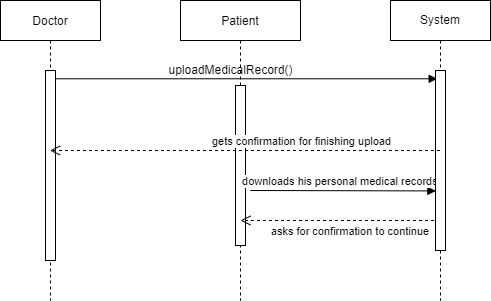 Doctor
Patient
System
uploadMedicalRecord()
gets confirmation for finishing upload
downloads his personal medical records
asks for confirmation to continue